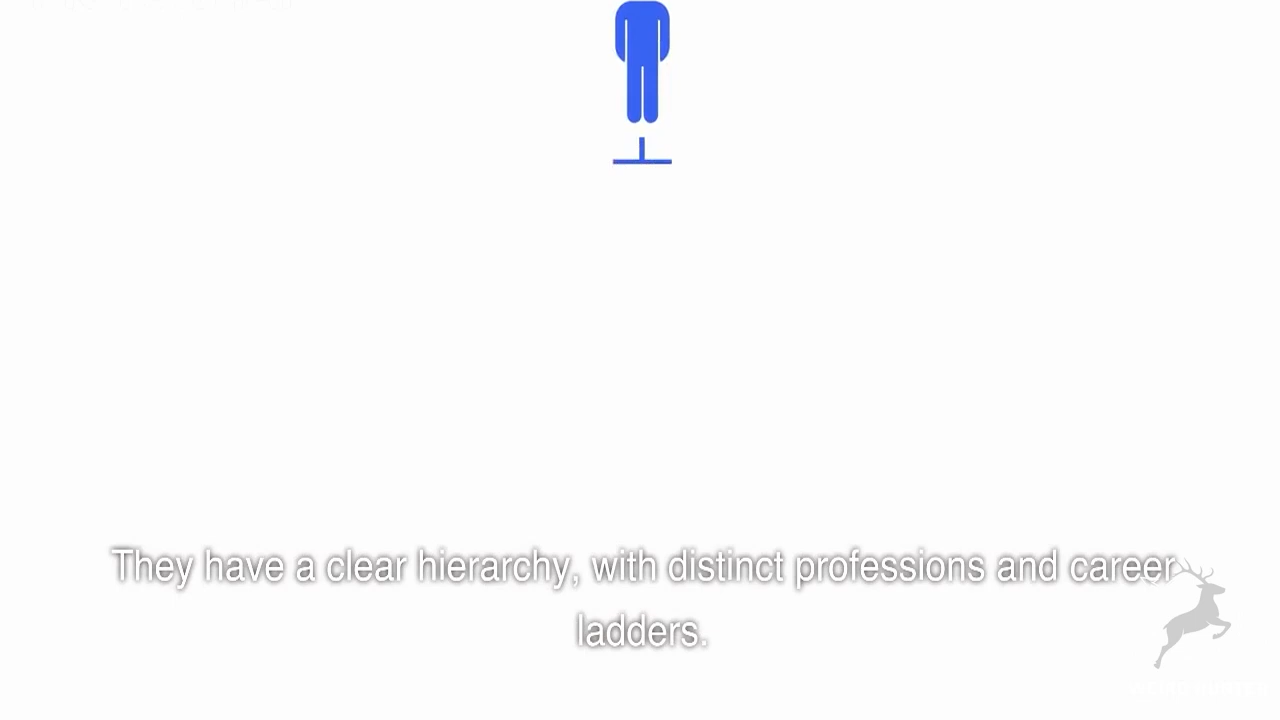 They have a clear hierarchy, with distinct professions and career
ladders.